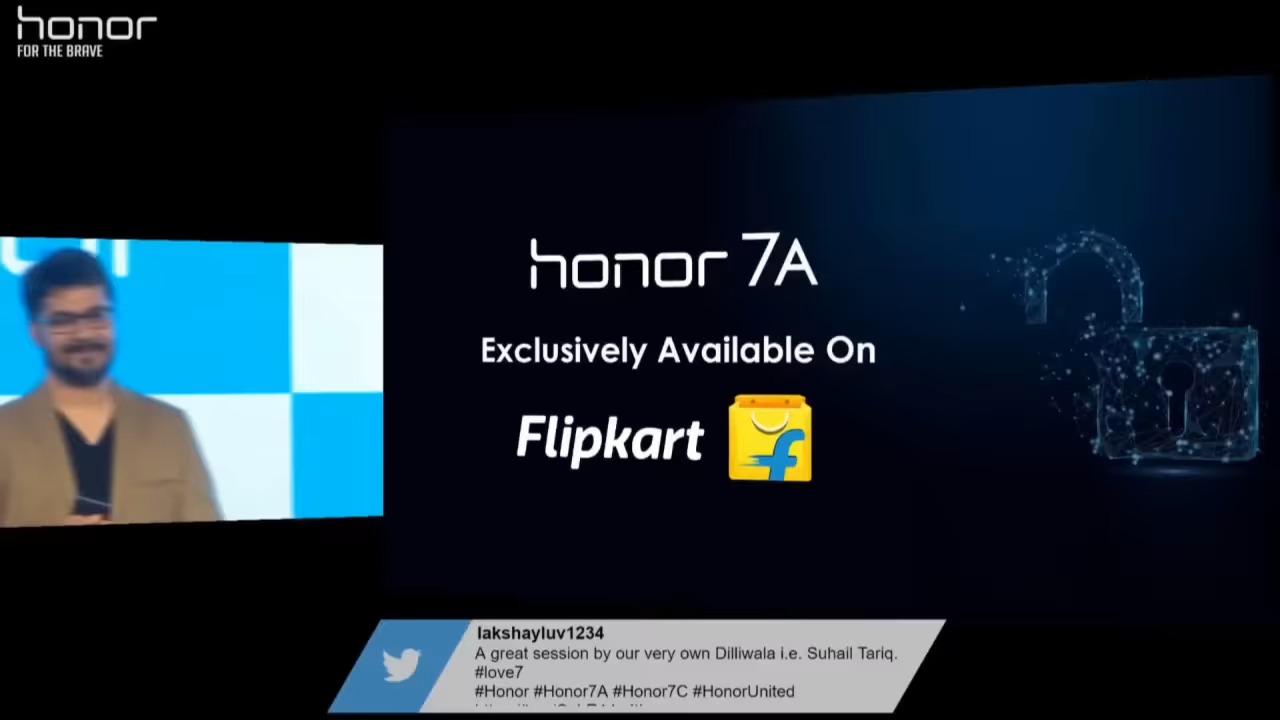 honor
FOR THE BRAVE
honor 7A
Exclusively Available On
Flipkart
lakshayluv1234
A great session by our very own Dilliwala i.e. Suhail Tariq.
#love7
#Honor #Honor7A #Honor7C #HonorUnited